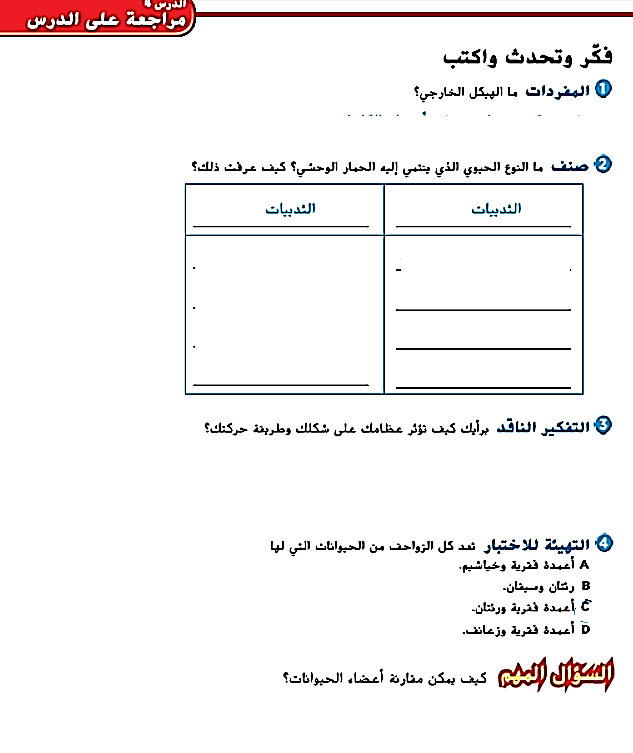 الدرس 4
مراجعة على الدرس
فكّر وتحدث واكتب
1 المفردات ما الهيكل الخارجي؟
2 صنف ما النوع الحيوي الذي ينتمي إليه الحمار الوحشي؟ كيف عرفت ذلك؟
الثدييات الثدييات
3 التفكير الناقد برأيك كيف تؤثر عظامك على شكلك وطريقة حركتك؟
4 التهيئة للاختبار تعد كل الزواحف من الحيوانات التي لها
A أعمدة فقرية وخياشيم.
B رئتان وسيقان.
C أعمدة فقرية ورئتان.
D أعمدة فقرية وزعانف.
السؤال المهم كيف يمكن مقارنة أعضاء الحيوانات؟